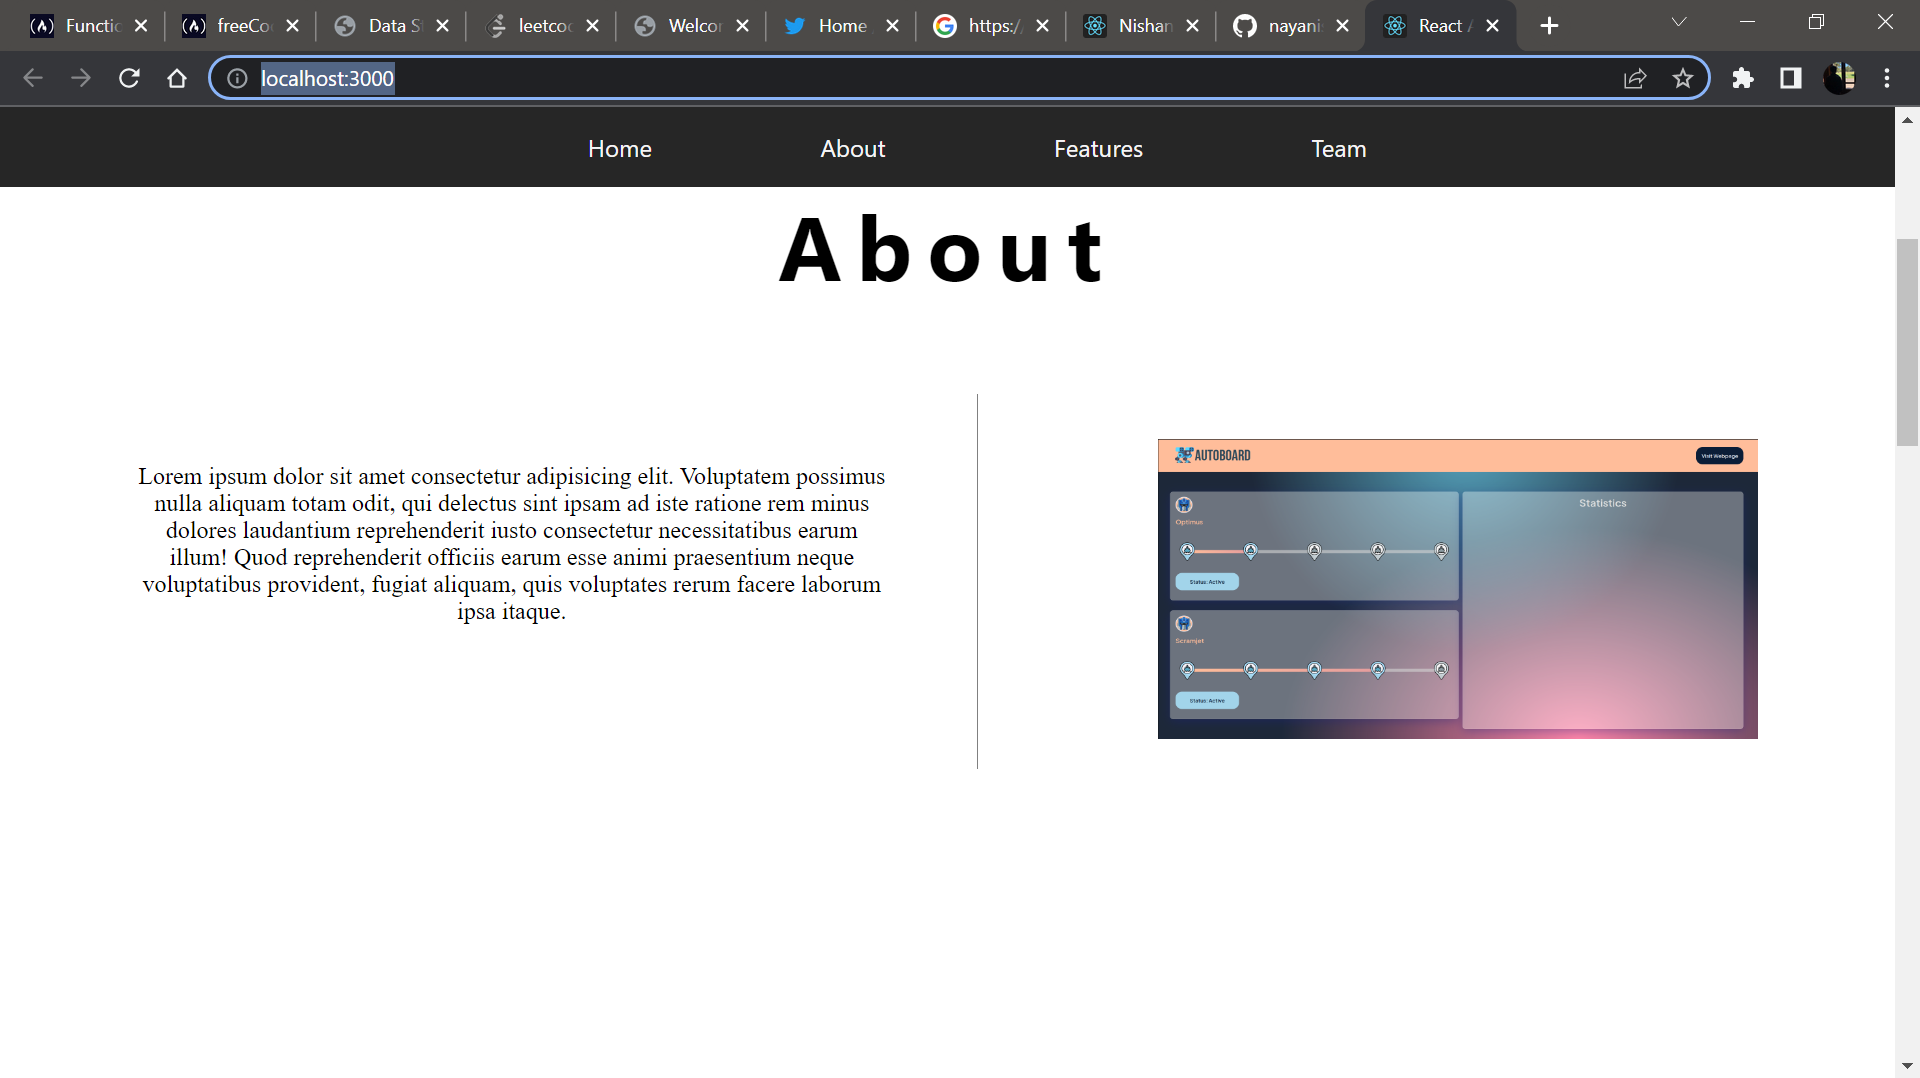 Functio
freeCo
Data St
leetcoc
Welcor
Home
https:/
Nishan
nayani
React A
localhost:3000
Home About Features Team
About
Lorem ipsum dolor sit amet consectetur adipisicing elit. Voluptatem possimus
nulla aliquam totam odit, qui delectus sint ipsam ad iste ratione rem minus
dolores laudantium reprehenderit iusto consectetur necessitatibus earum
illum! Quod reprehenderit officiis earum esse animi praesentium neque
voluptatibus provident, fugiat aliquam, quis voluptates rerum facere laborum
ipsa itaque.
AUTOBOARD
Visit Webpage
Optimus
Status: Active
Scramjet
Status: Active
Statistics